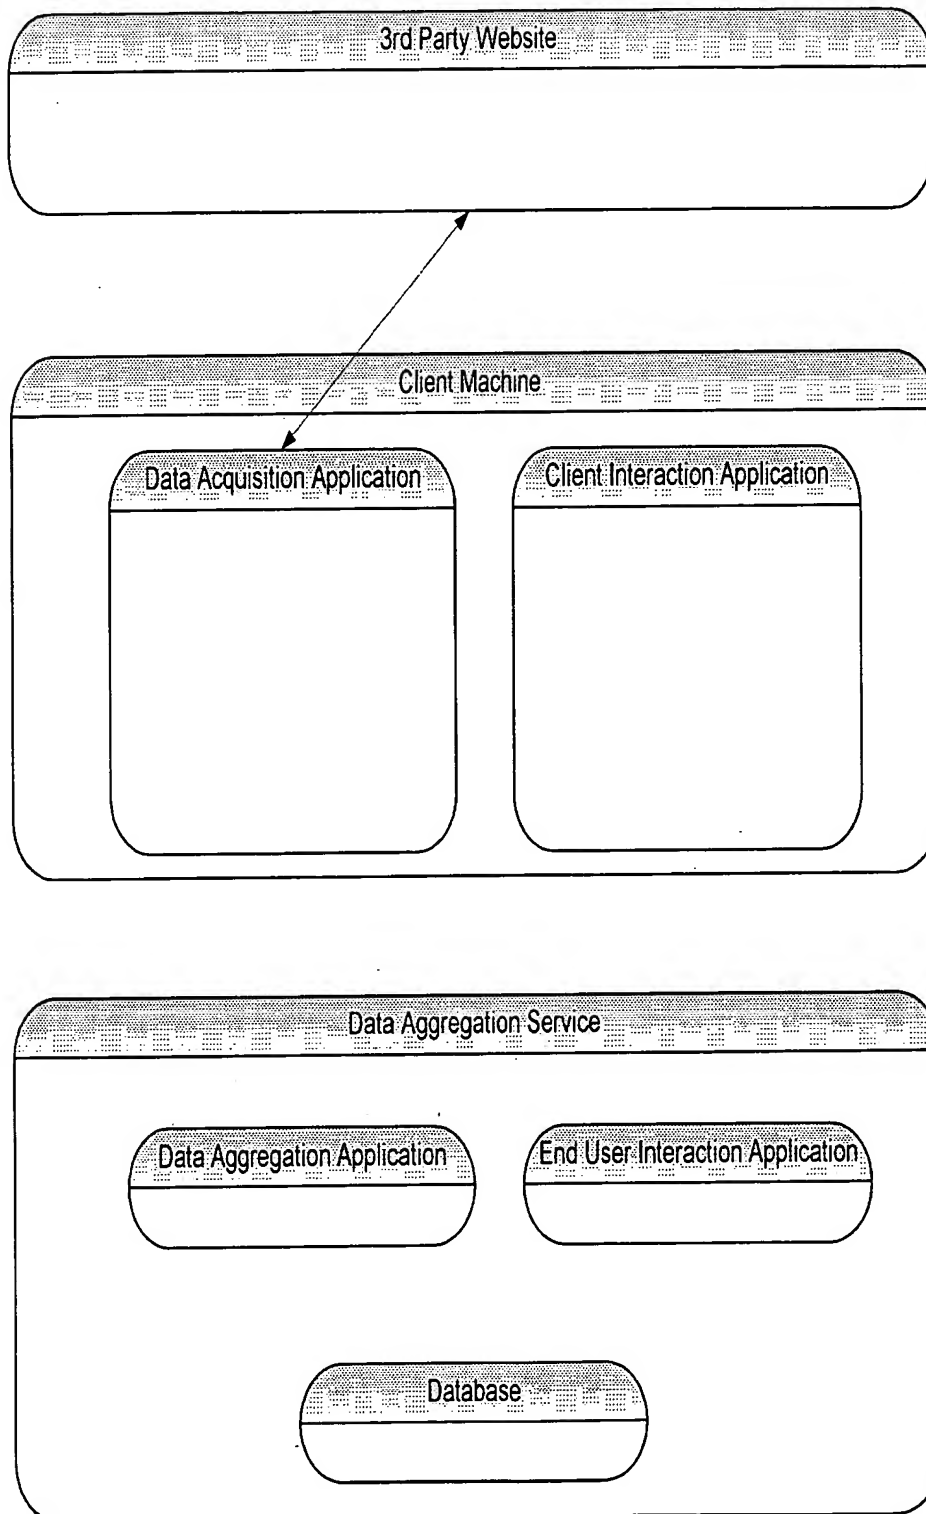 3rd Party Website
Client Machine
Data Acquisition Application
Client Interaction Application
Data Aggregation Service
Data Aggregation Application
End User Interaction Application
Database